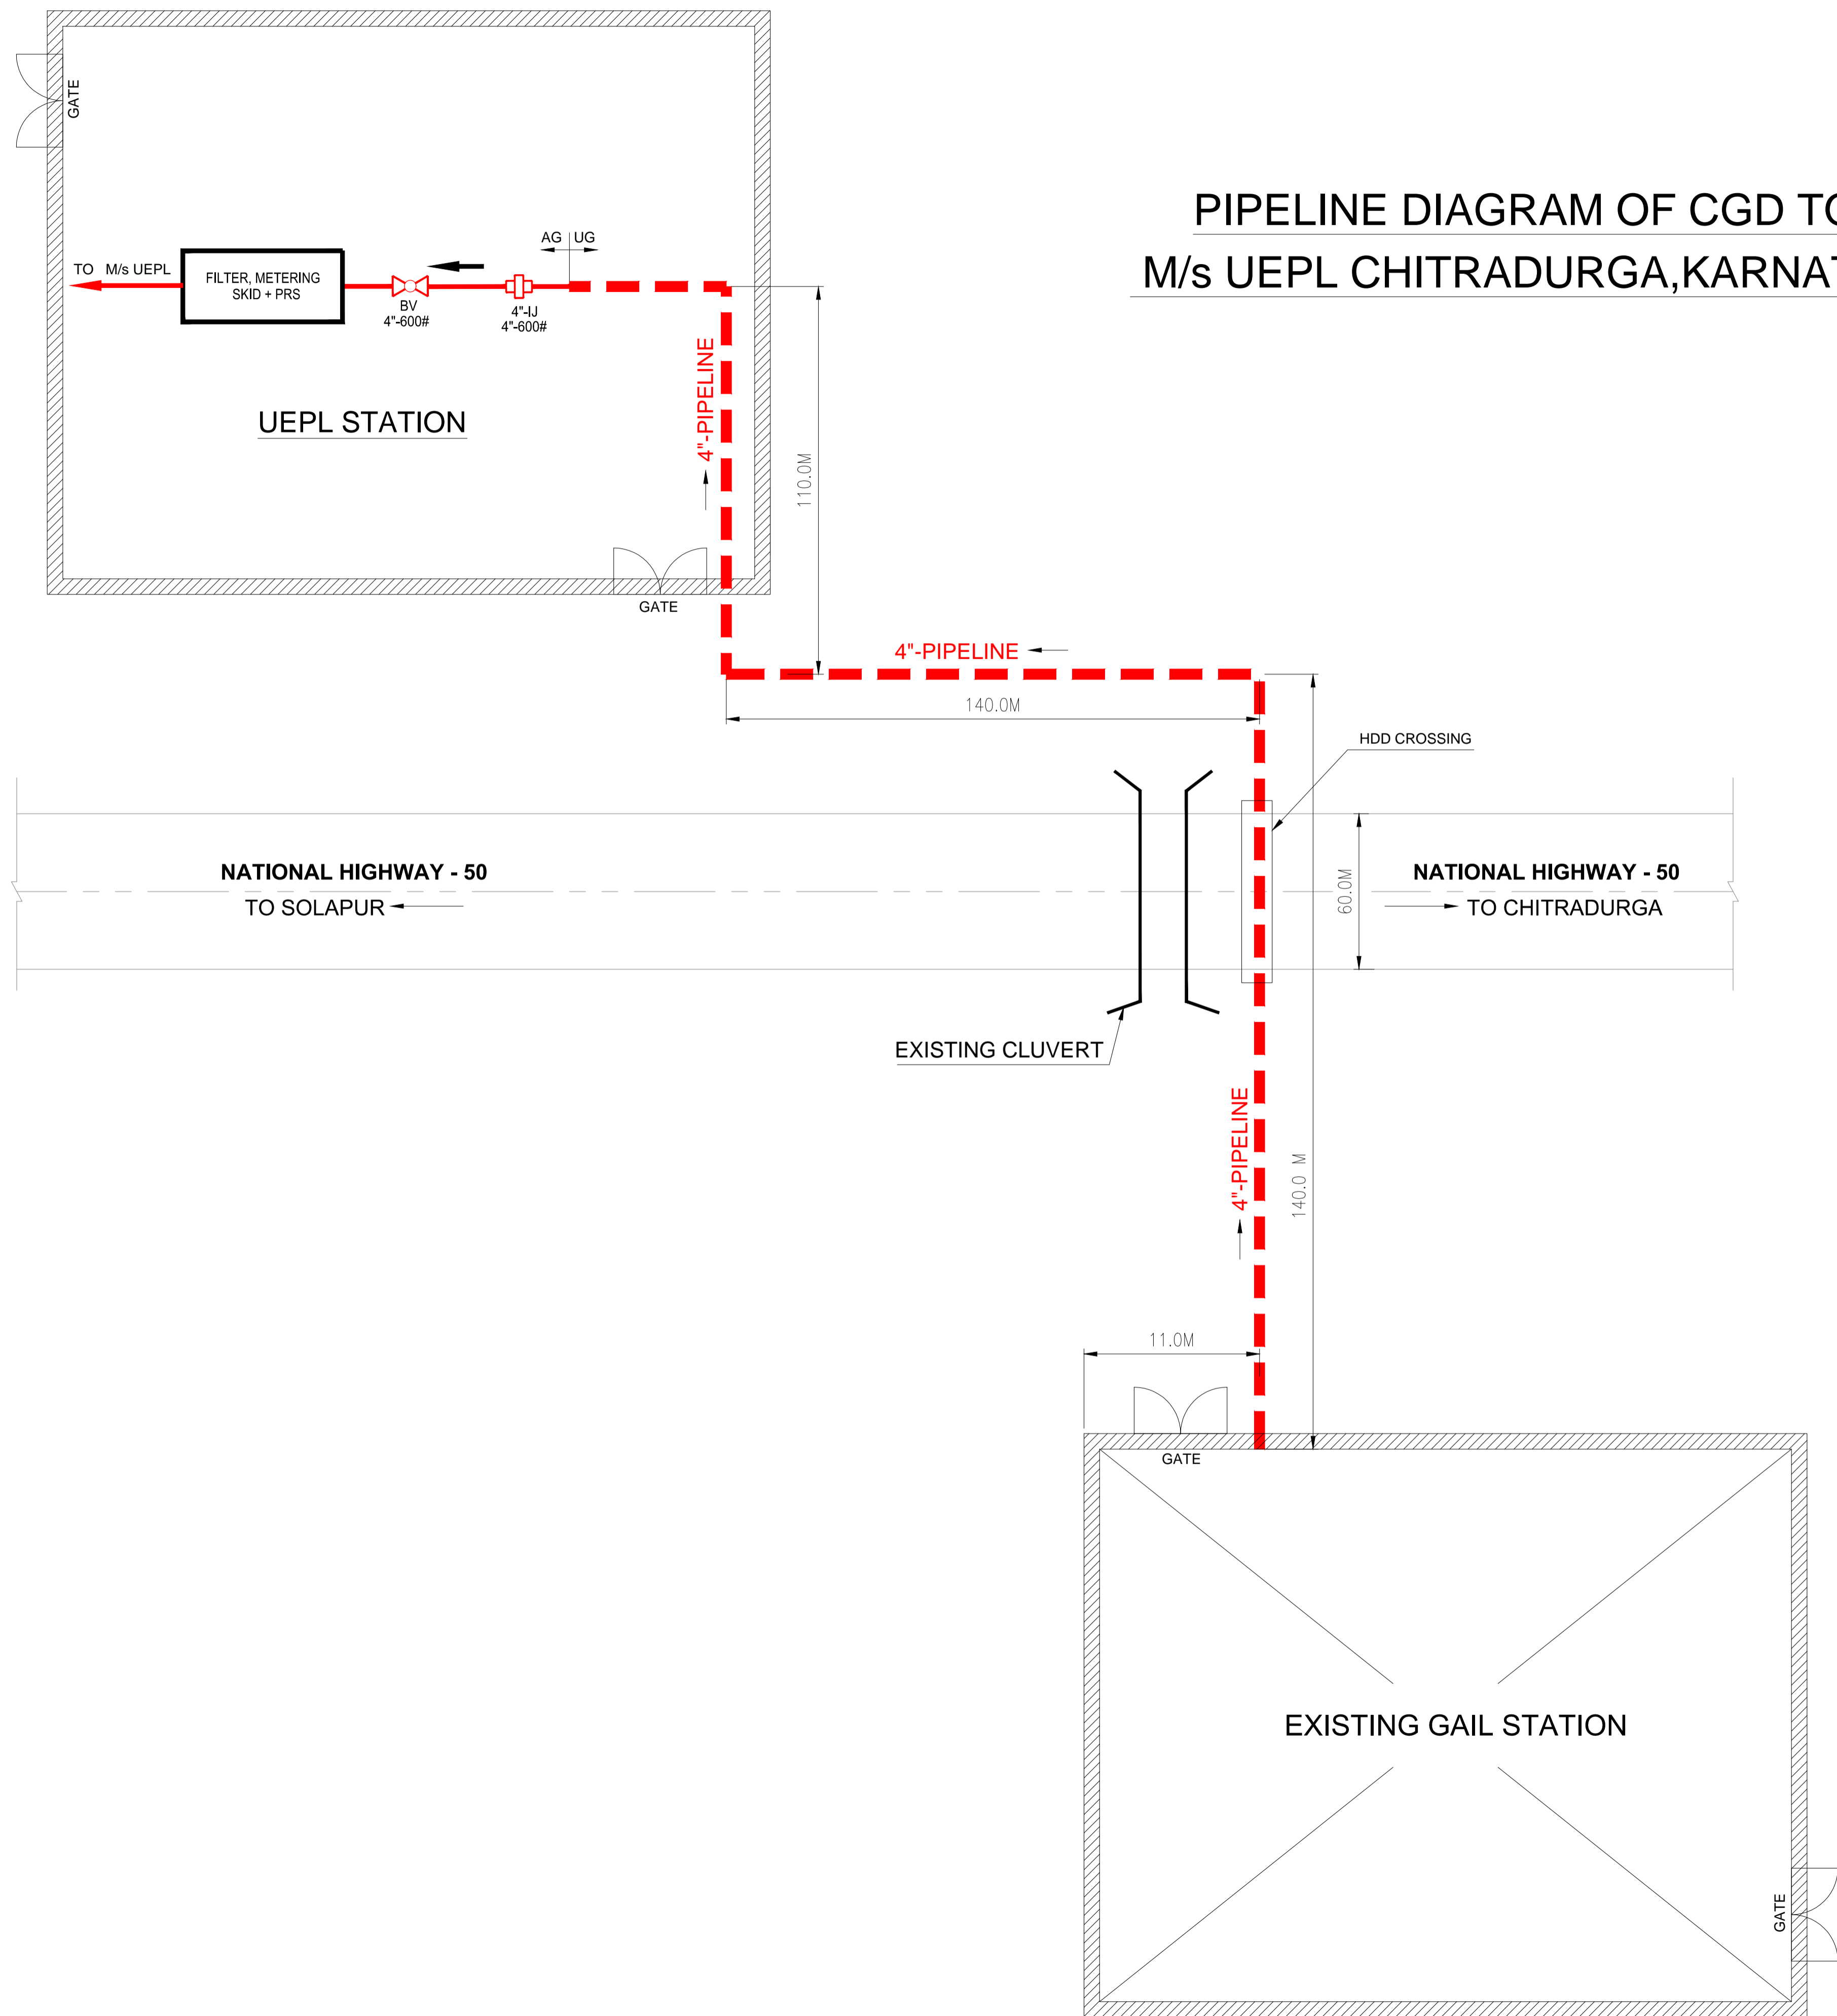 PIPELINE DIAGRAM OF CGD TO
M/s UEPL CHITRADURGA,KARNAT
GATE
AG UG
TO M/s UEPL
FILTER, METERING
SKID + PRS
BV
4"-600#
4"-IJ
4"-600#
4"-PIPELINE
UEPL STATION
110.0M
GATE
4"-PIPELINE
140.0M
HDD CROSSING
NATIONAL HIGHWAY - 50
TO SOLAPUR
60.0M
NATIONAL HIGHWAY - 50
TO CHITRADURGA
EXISTING CLUVERT
4"-PIPELINE
140.0 M
11.0M
GATE
EXISTING GAIL STATION
GATE